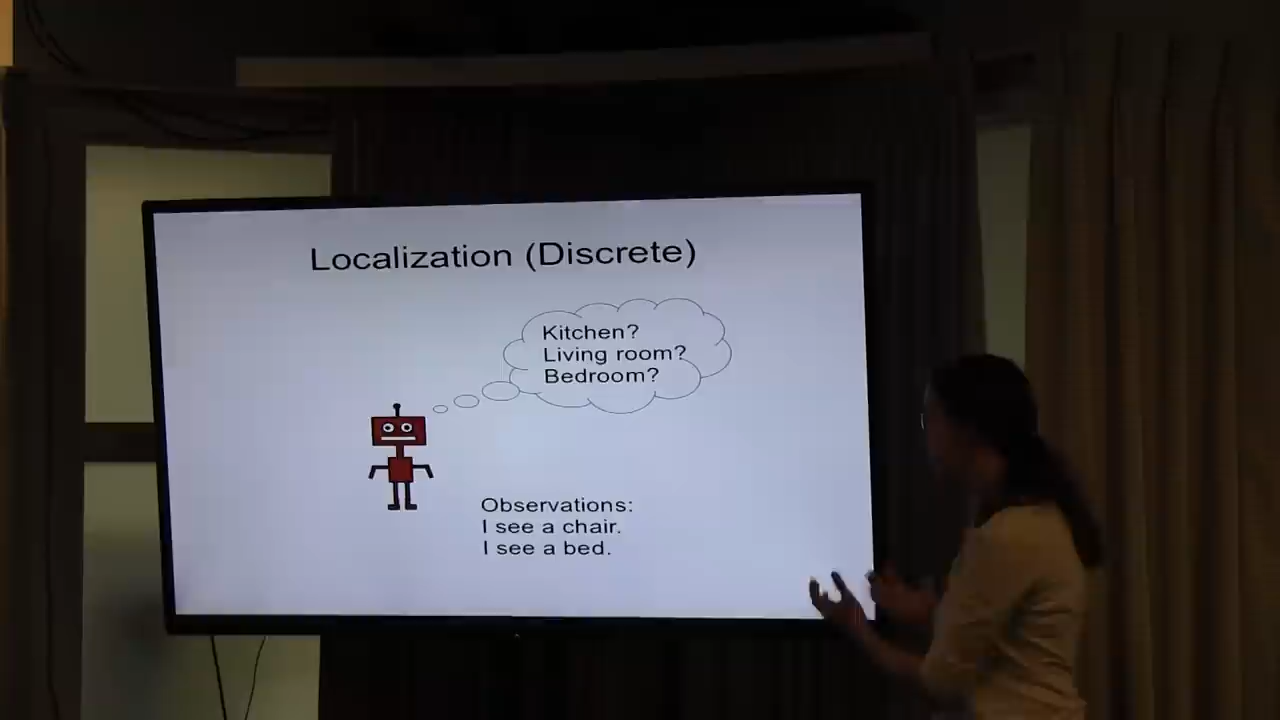 Localization (Discrete)
Kitchen?
Living room?
Bedroom?
Observations:
I see a chair.
I see a bed.